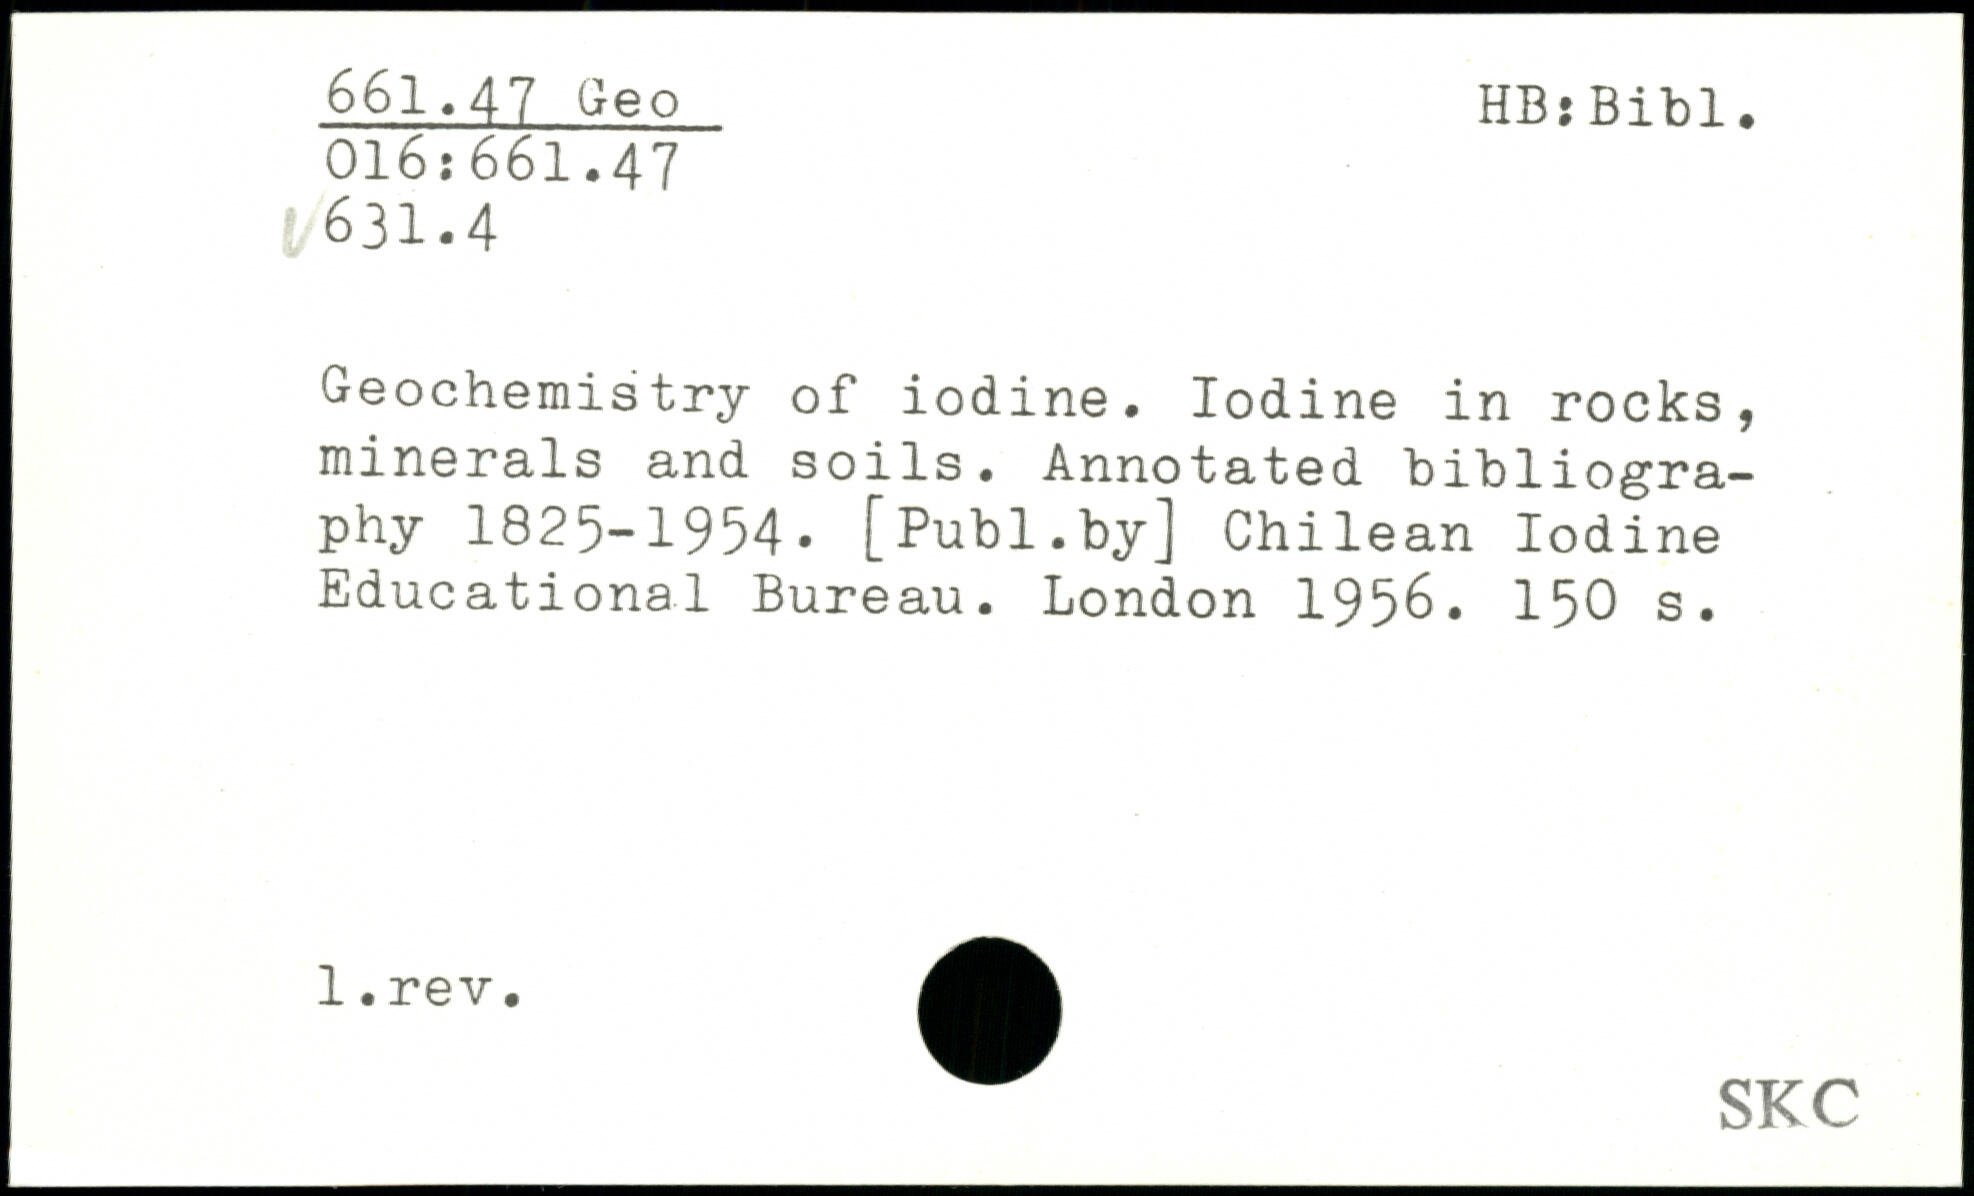 661.47 Geo
HB:Bibl.
016:661.47
631.4
Geochemistry of iodine. Iodine in rocks,
minerals and soils. Annotated bibliogra-
phy 1825-1954. [Publ.by] Chilean Iodine
Educational Bureau. London 1956. 150 s.
1.rev.
SKC